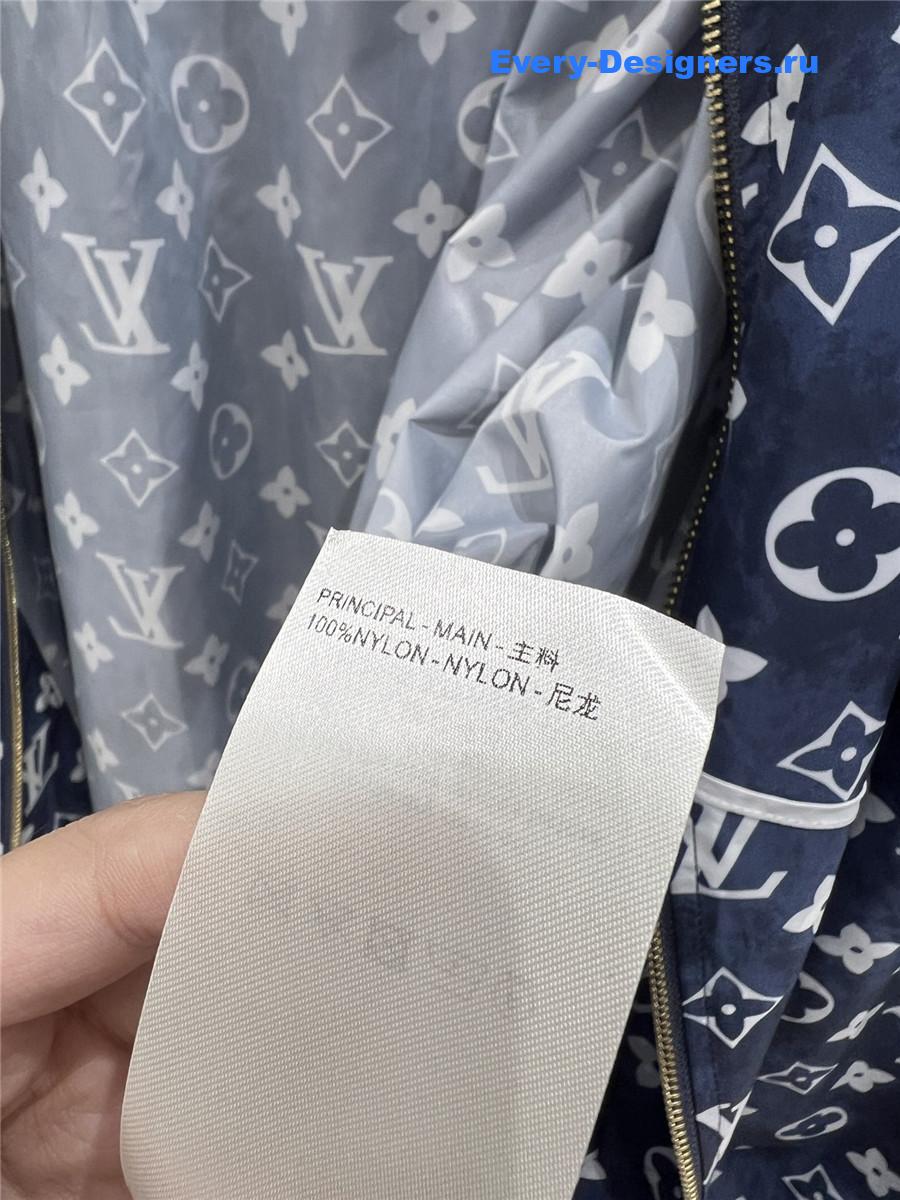 Every-Designers.ru
PRINCIPAL-MAIN-主料
100%NYLON-NYLON-尼龙